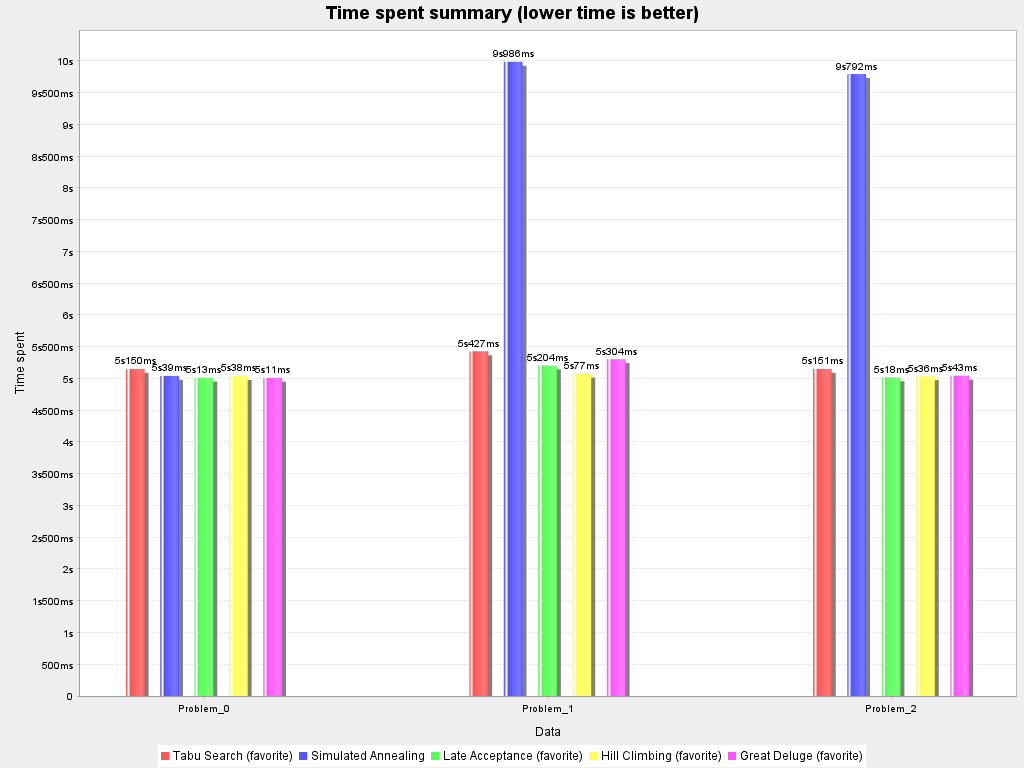 Time spent summary (lower time is better)
Time spent
10s
9s500ms
9s
8s500ms
8s
7s500ms
7s
6s500ms
6s
5s500ms
5s
4s500ms
4s
3s500ms
3s
2s500ms
2s
1s500ms
1s
500ms
0
5s150ms
5s39ms
5s13ms
5s38ms
5s11ms
5s427ms
9s986ms
5s204ms
5s77ms
5s304ms
5s151ms
9s792ms
5s18ms
5s36ms
5s43ms
Problem_0 Problem_1 Problem_2
Data
Tabu Search (favorite) Simulated Annealing Late Acceptance (favorite) Hill Climbing (favorite) Great Deluge (favorite)